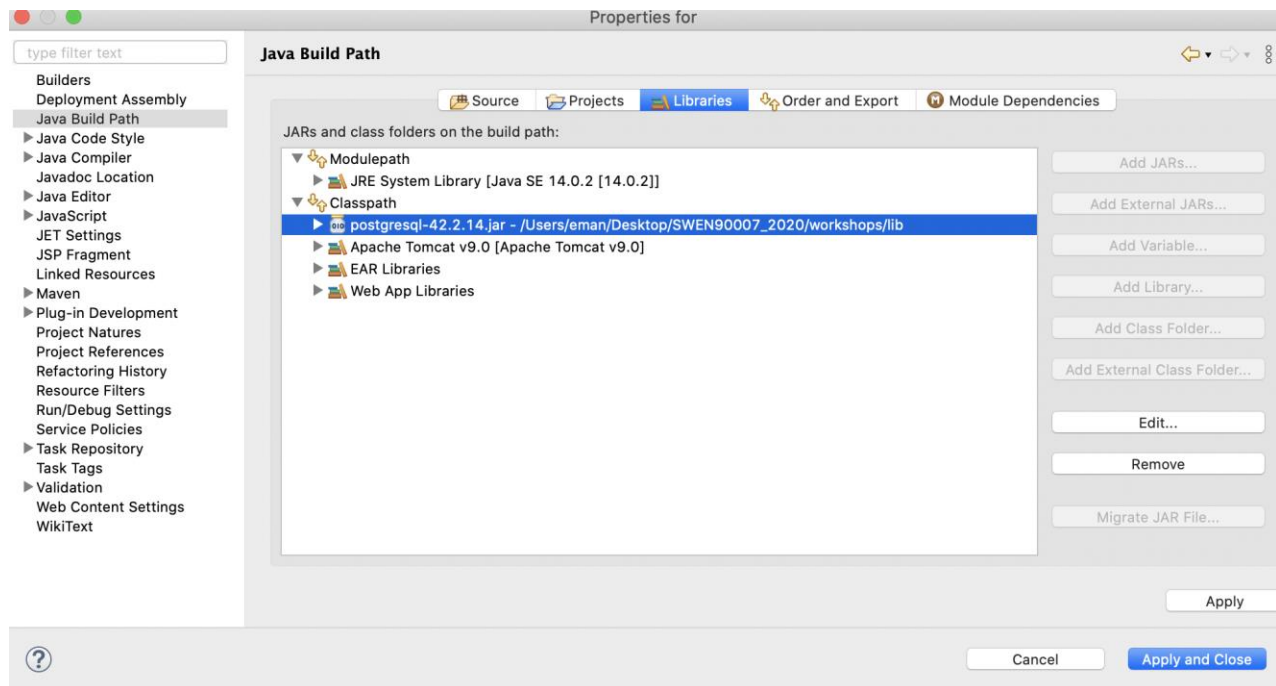 Properties for
type filter text
Builders
Deployment Assembly
Java Build Path
Java Code Style
Java Compiler
Javadoc Location
Java Editor
JavaScript
JET Settings
JSP Fragment
Linked Resources
Maven
Plug-in Development
Project Natures
Project References
Refactoring History
Resource Filters
Run/Debug Settings
Service Policies
Task Repository
Task Tags
Validation
Web Content Settings
WikiText
Java Build Path
Source Projects Libraries Order and Export Module Dependencies
JARs and class folders on the build path:
Modulepath
JRE System Library [Java SE 14.0.2 [14.0.2]]
Classpath
postgresql-42.2.14.jar - /Users/eman/Desktop/SWEN90007_2020/workshops/lib
Apache Tomcat v9.0 [Apache Tomcat v9.0]
EAR Libraries
Web App Libraries
Add JARs...
Add External JARs...
Add Variable...
Add Library...
Add Class Folder...
Add External Class Folder...
Edit...
Remove
Migrate JAR File...
Apply
?
Cancel Apply and Close